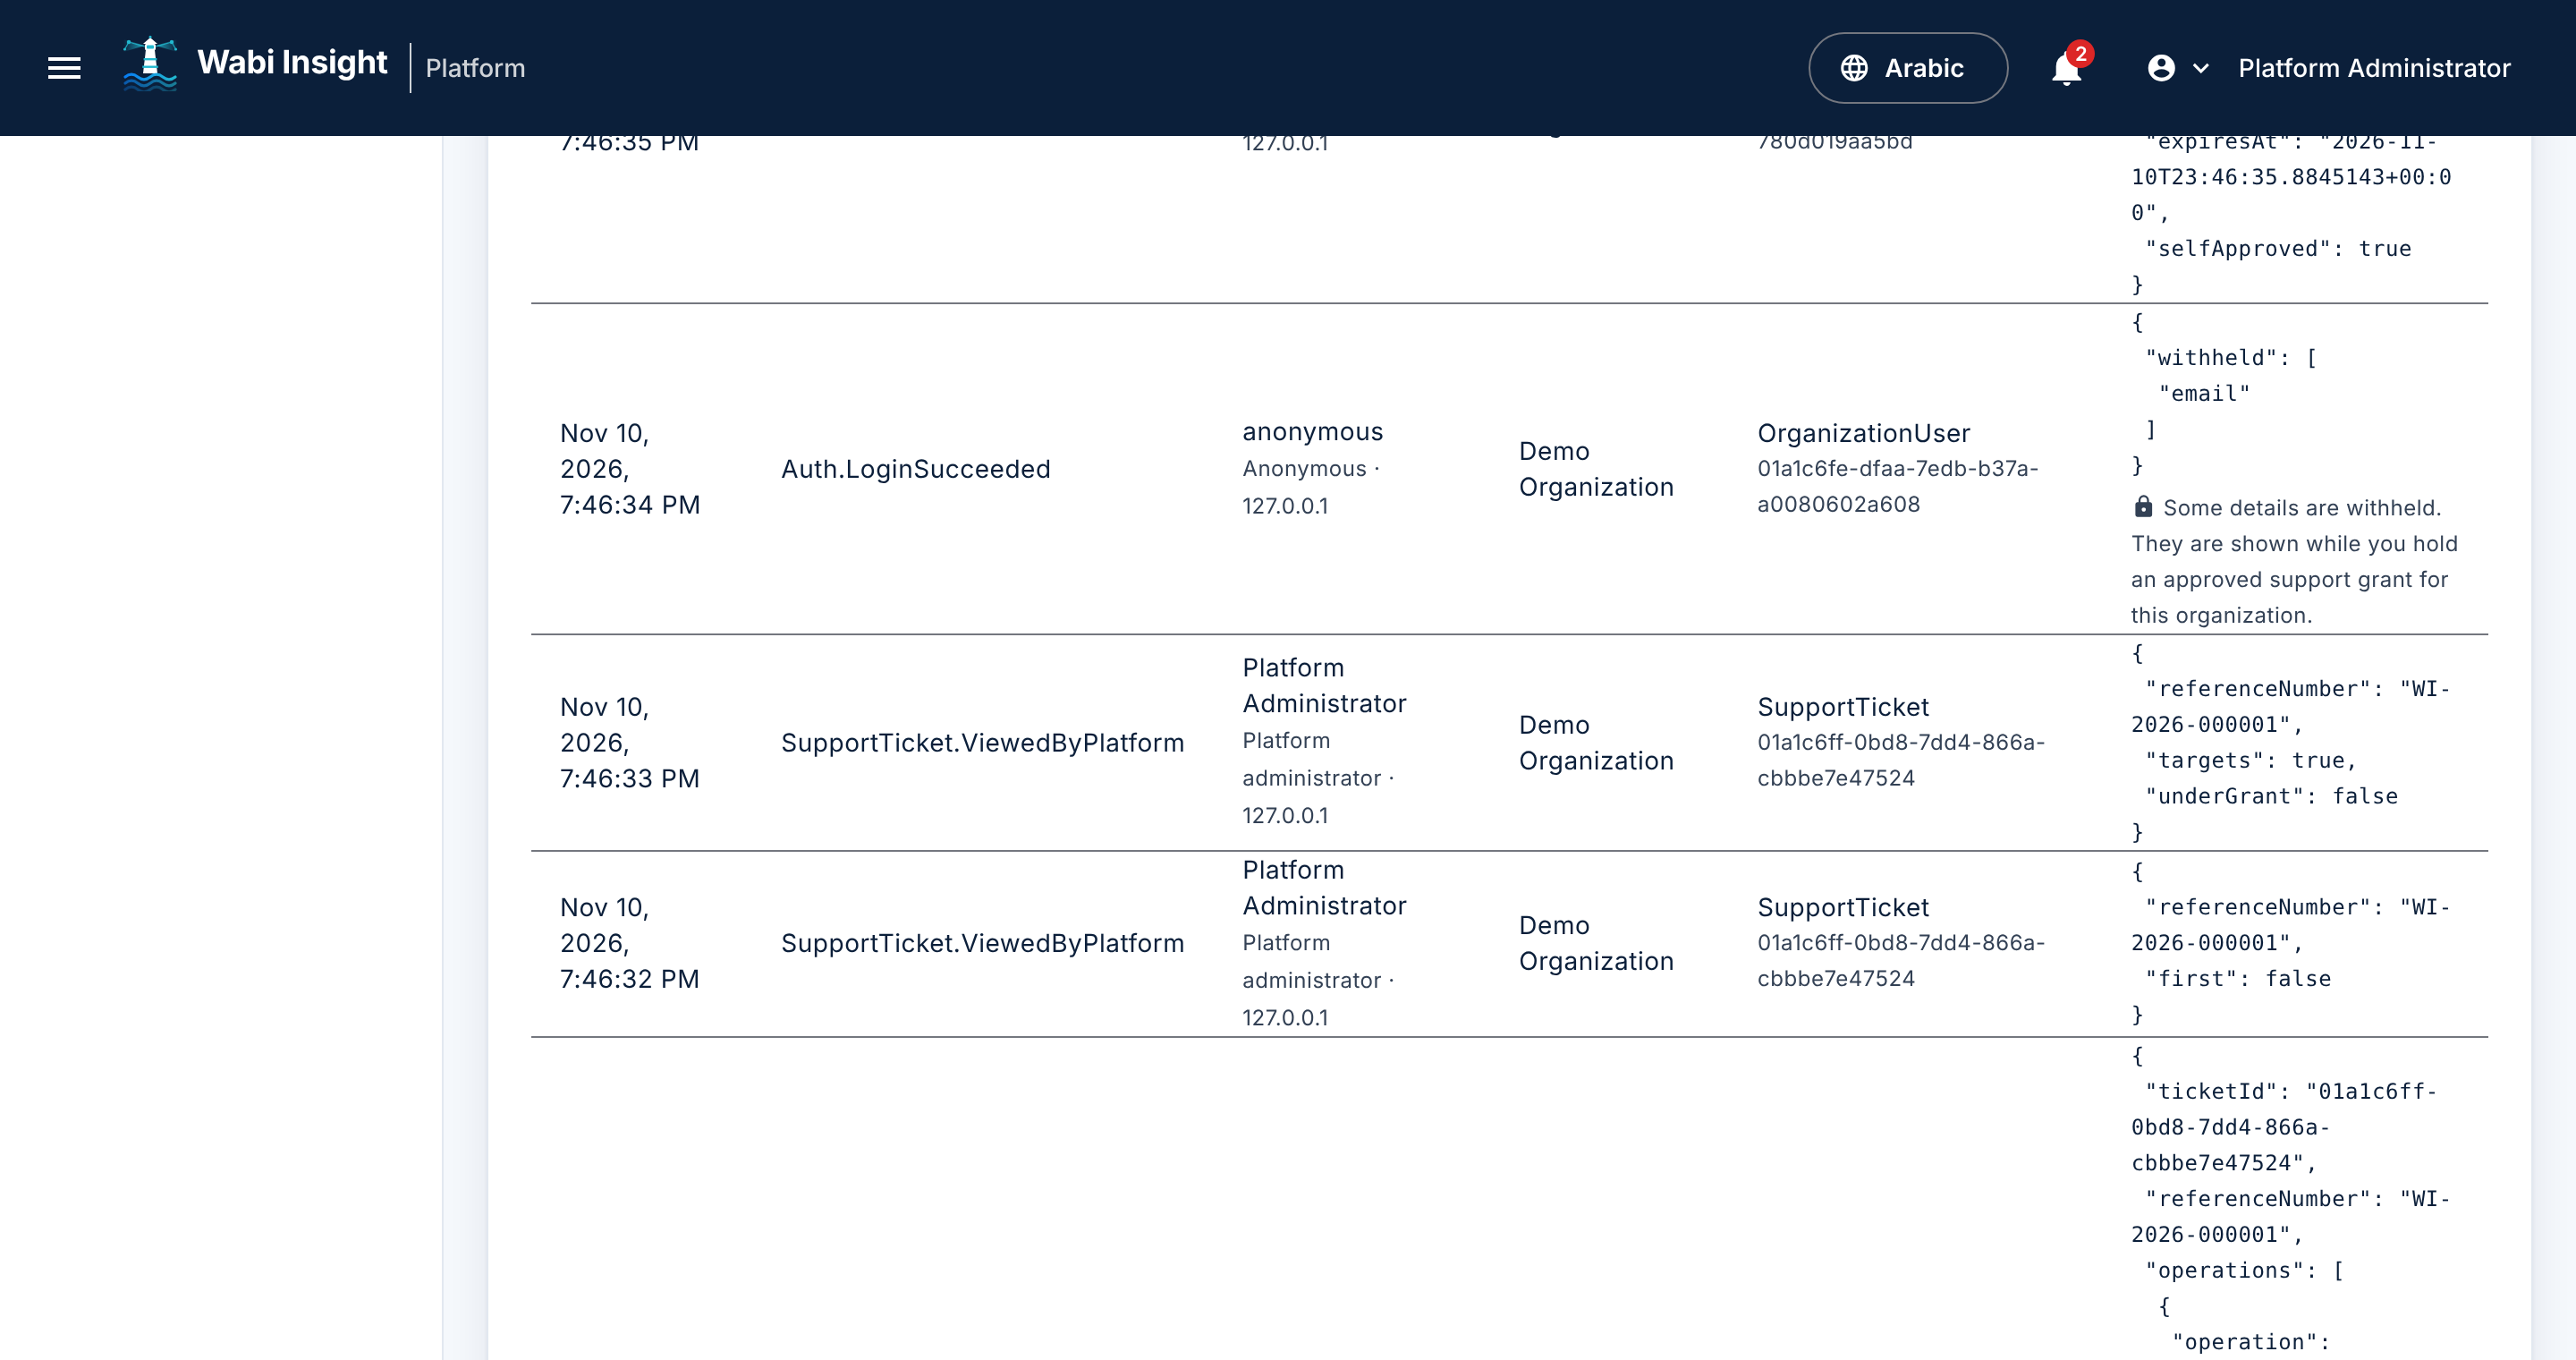 Wabi Insight
Platform
Arabic
2
Platform Administrator
7:46:35 PM
127.0.0.1
780d019aa5bd
"expiresAt": "2026-11-
10T23:46:35.8845143+00:0
0",
"selfApproved": true
}
Nov 10,
2026,
7:46:34 PM
Auth.LoginSucceeded
anonymous
Anonymous ·
127.0.0.1
Demo
Organization
OrganizationUser
01a1c6fe-dfaa-7edb-b37a-
a0080602a608
{
"withheld": [
"email"
]
}
Some details are withheld.
They are shown while you hold
an approved support grant for
this organization.
Nov 10,
2026,
7:46:33 PM
SupportTicket.ViewedByPlatform
Platform
Administrator
Platform
administrator ·
127.0.0.1
Demo
Organization
SupportTicket
01a1c6ff-0bd8-7dd4-866a-
cbbbe7e47524
{
"referenceNumber": "WI-
2026-000001",
"targets": true,
"underGrant": false
}
Nov 10,
2026,
7:46:32 PM
SupportTicket.ViewedByPlatform
Platform
Administrator
Platform
administrator ·
127.0.0.1
Demo
Organization
SupportTicket
01a1c6ff-0bd8-7dd4-866a-
cbbbe7e47524
{
"referenceNumber": "WI-
2026-000001",
"first": false
}
{
"ticketId": "01a1c6ff-
0bd8-7dd4-866a-
cbbbe7e47524",
"referenceNumber": "WI-
2026-000001",
"operations": [
{
"operation":